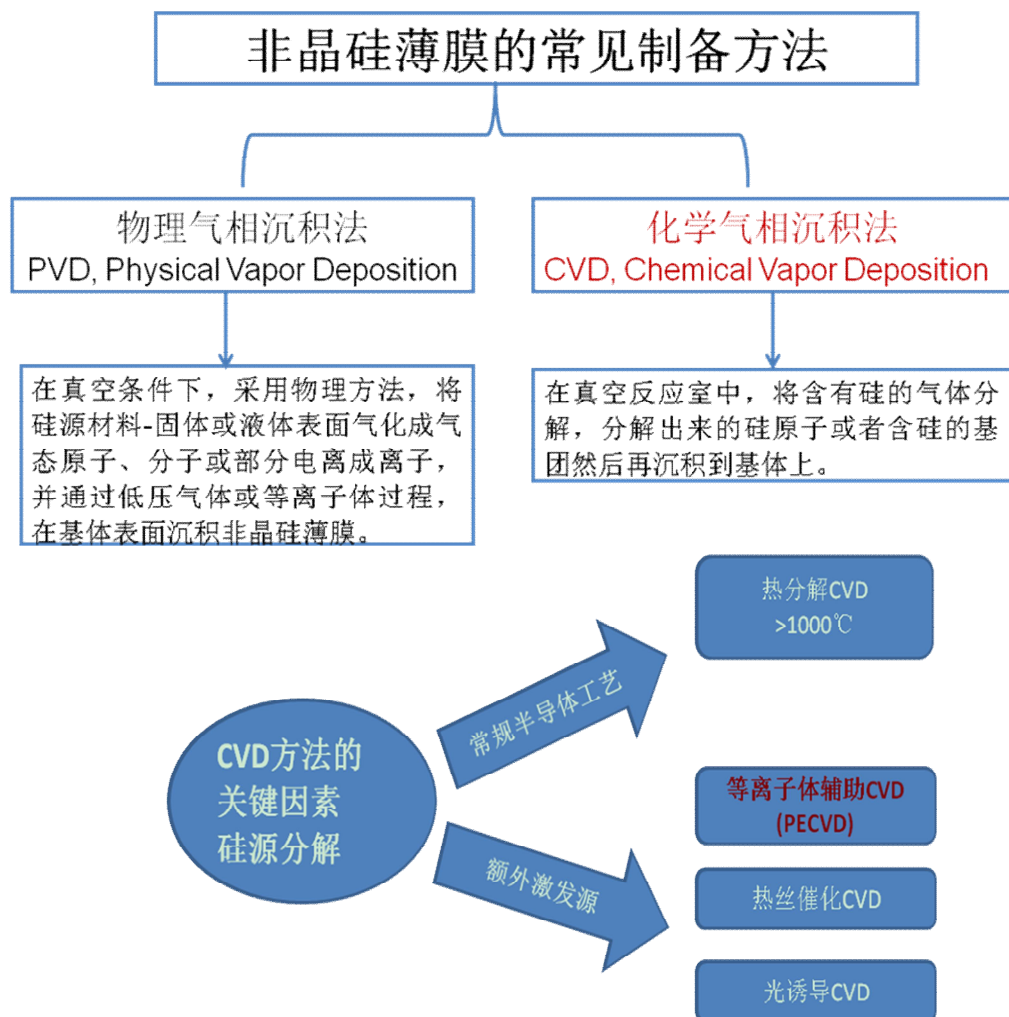 非晶硅薄膜的常见制备方法
物理气相沉积法
PVD, Physical Vapor Deposition
化学气相沉积法
CVD, Chemical Vapor Deposition
在真空条件下，采用物理方法，将
硅源材料-固体或液体表面气化成气
态原子、分子或部分电离成离子，
并通过低压气体或等离子体过程，
在基体表面沉积非晶硅薄膜。
在真空反应室中，将含有硅的气体分
解，分解出来的硅原子或者含硅的基
团然后再沉积到基体上。
CVD方法的
关键因素
硅源分解
常规半导体工艺
热分解CVD
>1000℃
额外激发源
等离子体辅助CVD
(PECVD)
热丝催化CVD
光诱导CVD